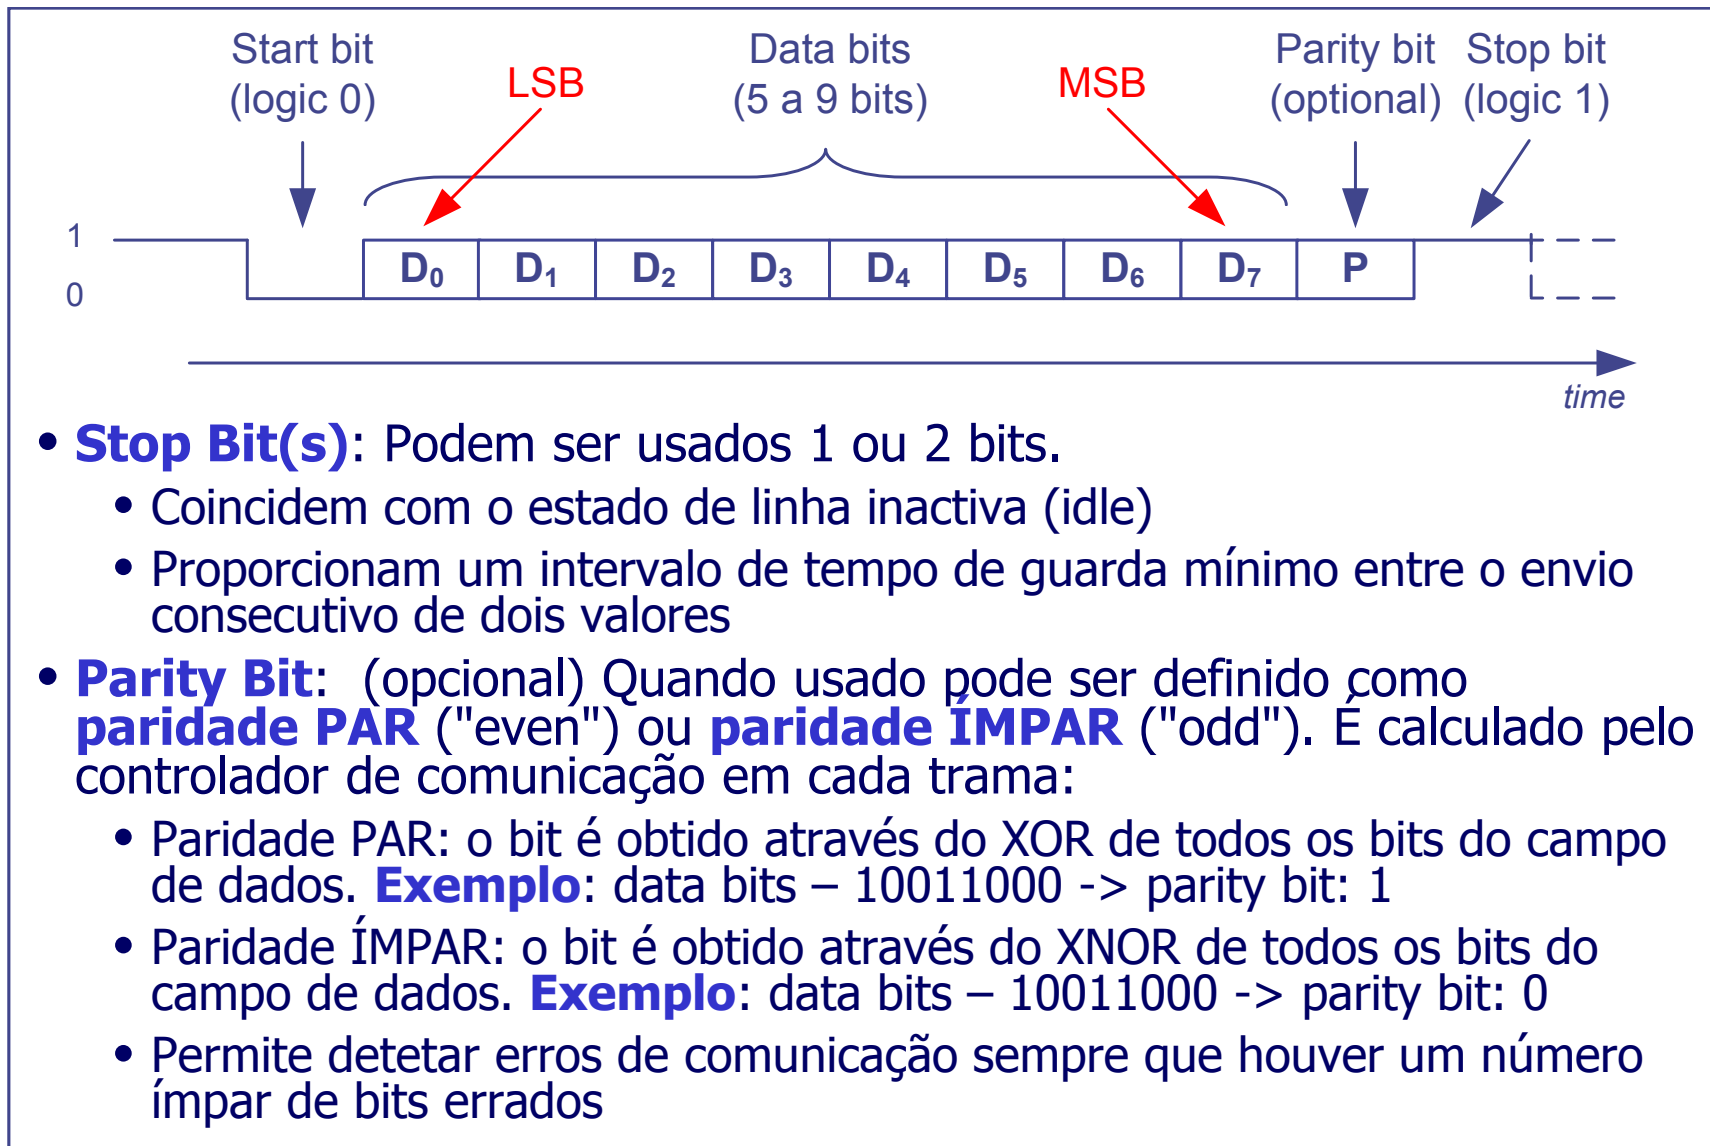 Start bit
(logic 0)
LSB
Data bits
(5 a 9 bits)
MSB
Parity bit
(optional)
Stop bit
(logic 1)
1
0
D0 D1 D2 D3 D4 D5 D6 D7 P
time
• Stop Bit(s): Podem ser usados 1 ou 2 bits.
• Coincidem com o estado de linha inactiva (idle)
• Proporcionam um intervalo de tempo de guarda mínimo entre o envio
consecutivo de dois valores
• Parity Bit: (opcional) Quando usado pode ser definido como
paridade PAR ("even") ou paridade ÍMPAR ("odd"). É calculado pelo
controlador de comunicação em cada trama:
• Paridade PAR: o bit é obtido através do XOR de todos os bits do campo
de dados. Exemplo: data bits – 10011000 -> parity bit: 1
• Paridade ÍMPAR: o bit é obtido através do XNOR de todos os bits do
campo de dados. Exemplo: data bits – 10011000 -> parity bit: 0
• Permite detetar erros de comunicação sempre que houver um número
ímpar de bits errados